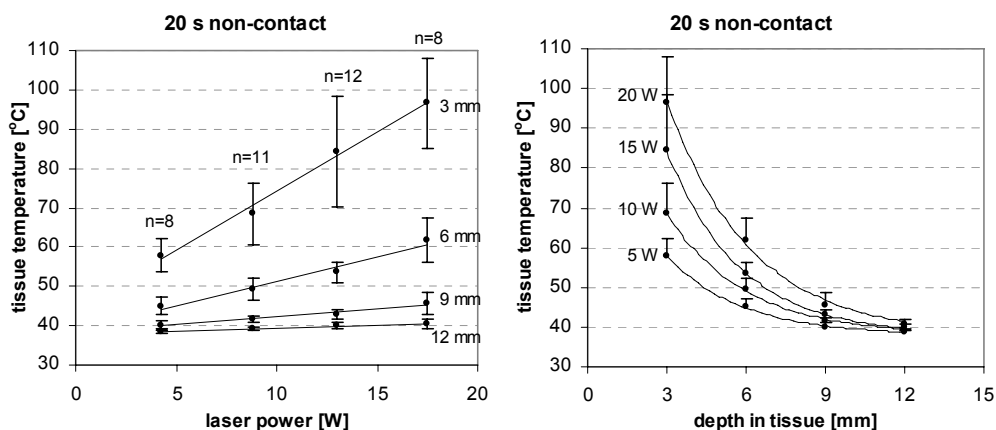 20 s non-contact
110
100
90
80
70
60
50
40
30
tissue temperature [°C]
n=8
n=12
n=11
n=8
3 mm
6 mm
9 mm
12 mm
0
5
10
15
20
laser power [W]
20 s non-contact
110
100
90
80
70
60
50
40
30
tissue temperature [°C]
20 W
15 W
10 W
5 W
0
3
6
9
12
15
depth in tissue [mm]